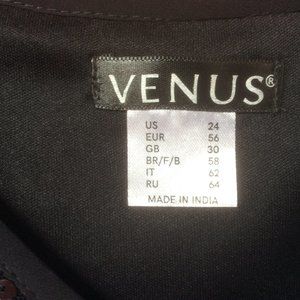 VENUS®
US 24
EUR 56
GB 30
BR/F/B 58
IT 62
RU 64
MADE IN INDIA